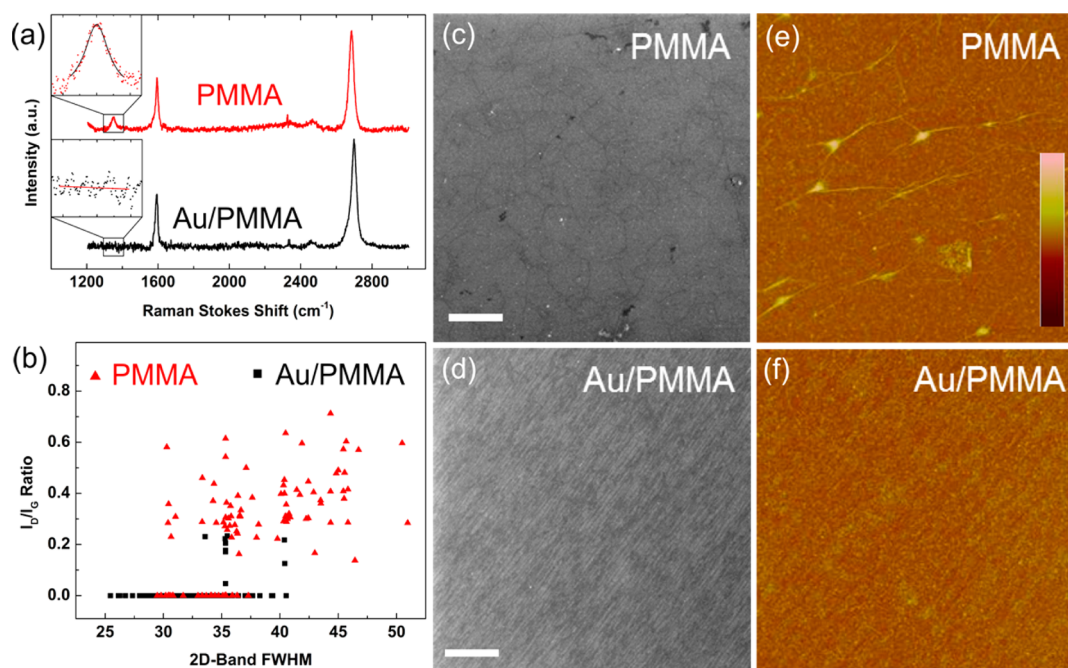 (a)
PMMA
Au/PMMA
Intensity (a.u.)
1200 1600 2000 2400 2800
Raman Stokes Shift (cm⁻¹)
(b)
PMMA Au/PMMA
I_D/I_G Ratio
0.8
0.6
0.4
0.2
0.0
25 30 35 40 45 50
2D-Band FWHM
(c) PMMA
(d) Au/PMMA
(e) PMMA
(f) Au/PMMA